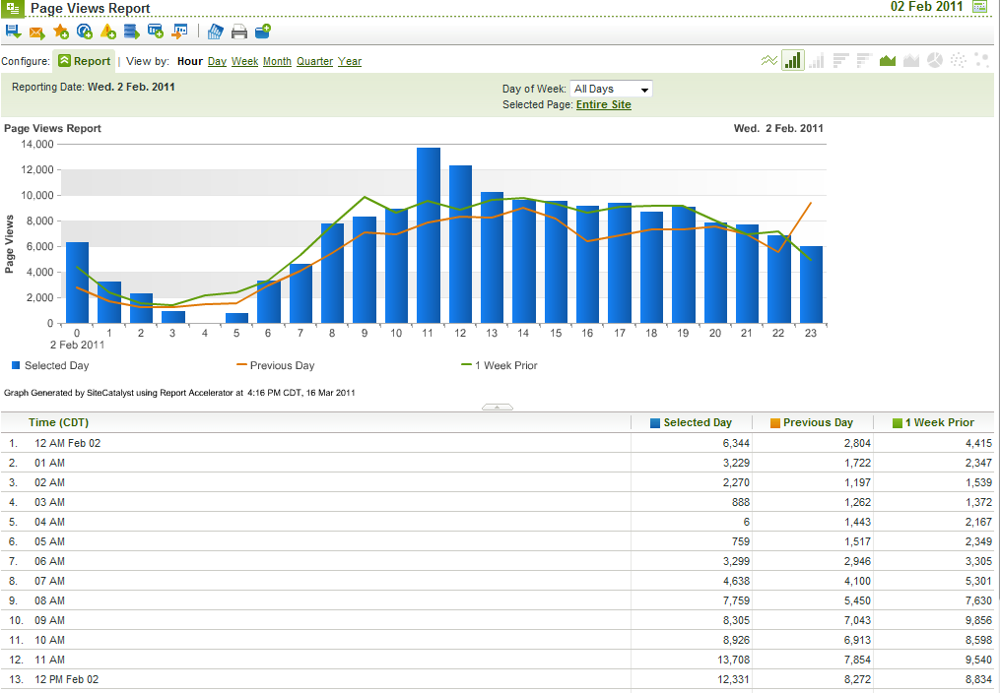 Page Views Report
02 Feb 2011
Configure: Report | View by: Hour Day Week Month Quarter Year
Reporting Date: Wed. 2 Feb. 2011
Day of Week: All Days
Selected Page: Entire Site
Page Views Report
Wed. 2 Feb. 2011
Page Views
14,000
12,000
10,000
8,000
6,000
4,000
2,000
0
0 1 2 3 4 5 6 7 8 9 10 11 12 13 14 15 16 17 18 19 20 21 22 23
2 Feb 2011
Selected Day Previous Day 1 Week Prior
Graph Generated by SiteCatalyst using Report Accelerator at 4:16 PM CDT, 16 Mar 2011
Time (CDT) Selected Day Previous Day 1 Week Prior
1. 12 AM Feb 02 6,344 2,804 4,415
2. 01 AM 3,229 1,722 2,347
3. 02 AM 2,270 1,197 1,539
4. 03 AM 888 1,262 1,372
5. 04 AM 6 1,443 2,167
6. 05 AM 759 1,517 2,349
7. 06 AM 3,299 2,946 3,305
8. 07 AM 4,638 4,100 5,301
9. 08 AM 7,759 5,450 7,630
10. 09 AM 8,305 7,043 9,856
11. 10 AM 8,926 6,913 8,598
12. 11 AM 13,708 7,854 9,540
13. 12 PM Feb 02 12,331 8,272 8,834